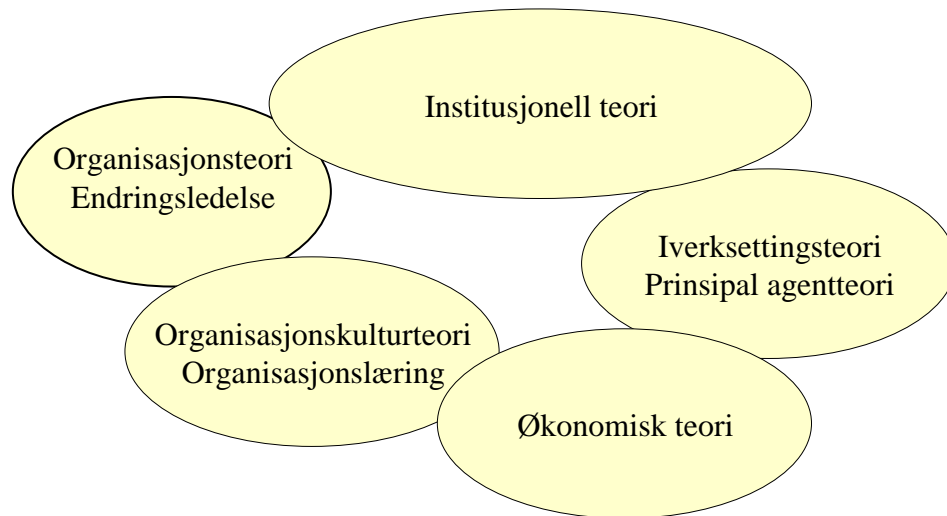 Institusjonell teori
Organisasjonsteori
Endringsledelse
Iverksettingsteori
Prinsipal agentteori
Organisasjonskulturteori
Organisasjonslæring
Økonomisk teori